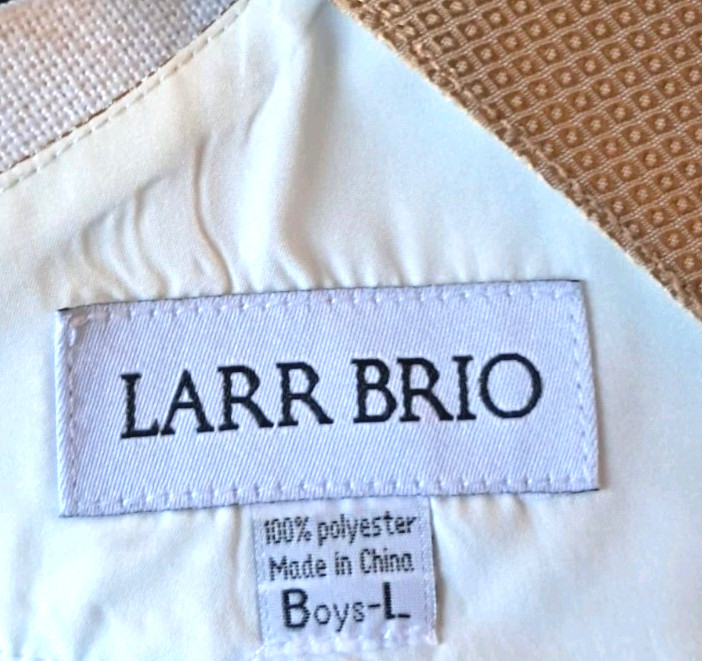 LARR BRIO
100% polyester
Made in China
Boys-L